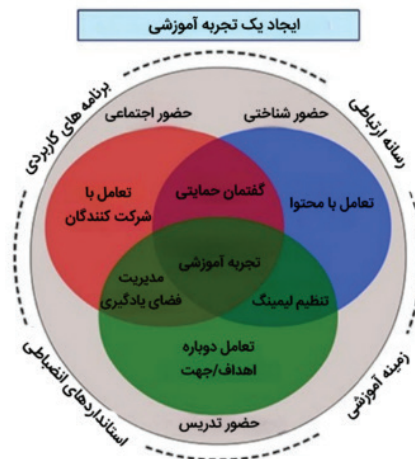 ایجاد یک تجربه آموزشی
برنامه های کاربردی
رسانه ارتباطی
حضور شناختی
حضور اجتماعی
گفتمان حمایتی
تعامل با محتوا
تعامل با
شرکت کنندگان
تجربه آموزشی
مدیریت
فضای یادگیری
تنظیم لیمینگ
تعامل دوباره
اهداف/جهت
حضور تدریس
زمینه آموزشی
استانداردهای انضباطی